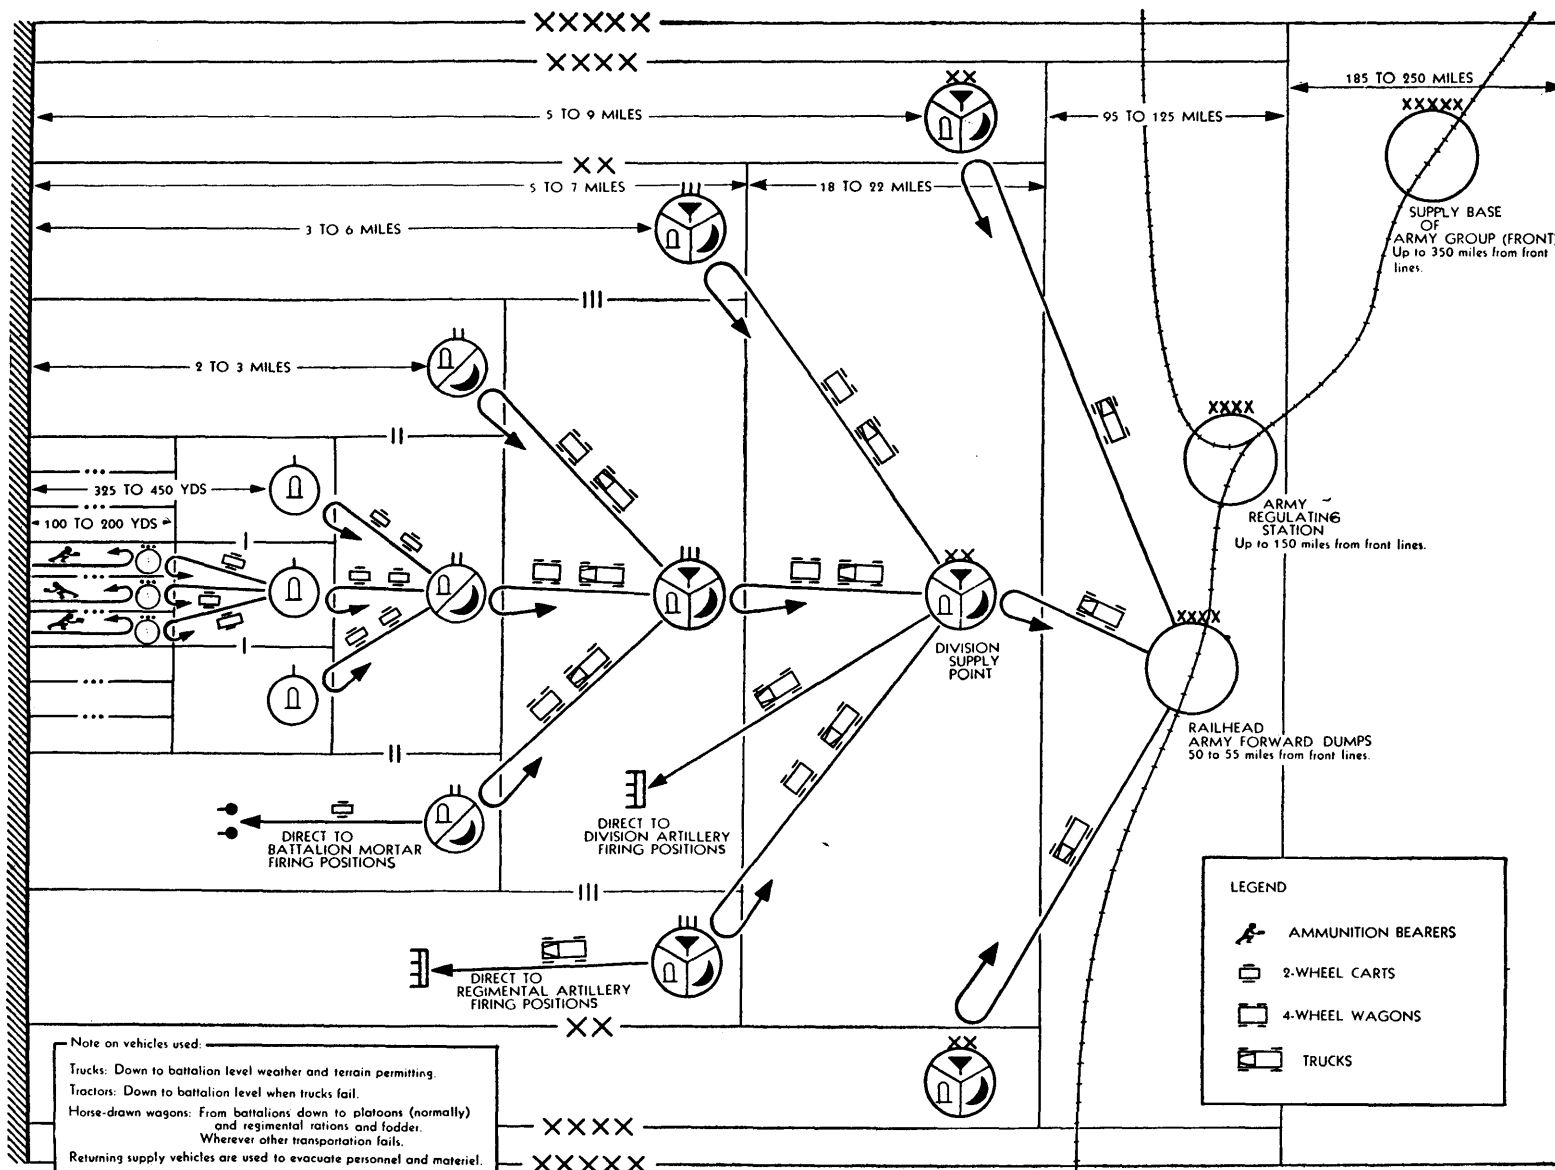 XXXXX
XXXX
XX
185 TO 250 MILES
XXXXX
5 TO 9 MILES
95 TO 125 MILES
XX
5 TO 7 MILES
18 TO 22 MILES
III
3 TO 6 MILES
SUPPLY BASE
OF
ARMY GROUP (FRONT)
Up to 350 miles from front
lines.
III
II
2 TO 3 MILES
XXXX
II
325 TO 450 YDS
100 TO 200 YDS
ARMY
REGULATING
STATION
Up to 150 miles from front lines.
I
II
III
XX
XXXX
I
DIVISION
SUPPLY
POINT
RAILHEAD
ARMY FORWARD DUMPS
50 to 55 miles from front lines.
II
II
DIRECT TO
BATTALION MORTAR
FIRING POSITIONS
DIRECT TO
DIVISION ARTILLERY
FIRING POSITIONS
III
III
DIRECT TO
REGIMENTAL ARTILLERY
FIRING POSITIONS
LEGEND
AMMUNITION BEARERS
2-WHEEL CARTS
4-WHEEL WAGONS
TRUCKS
XX
XX
Note on vehicles used:
Trucks: Down to battalion level weather and terrain permitting.
Tractors: Down to battalion level when trucks fail.
Horse-drawn wagons: From battalions down to platoons (normally)
and regimental rations and fodder.
Wherever other transportation fails.
Returning supply vehicles are used to evacuate personnel and materiel.
XXXX
XXXXX